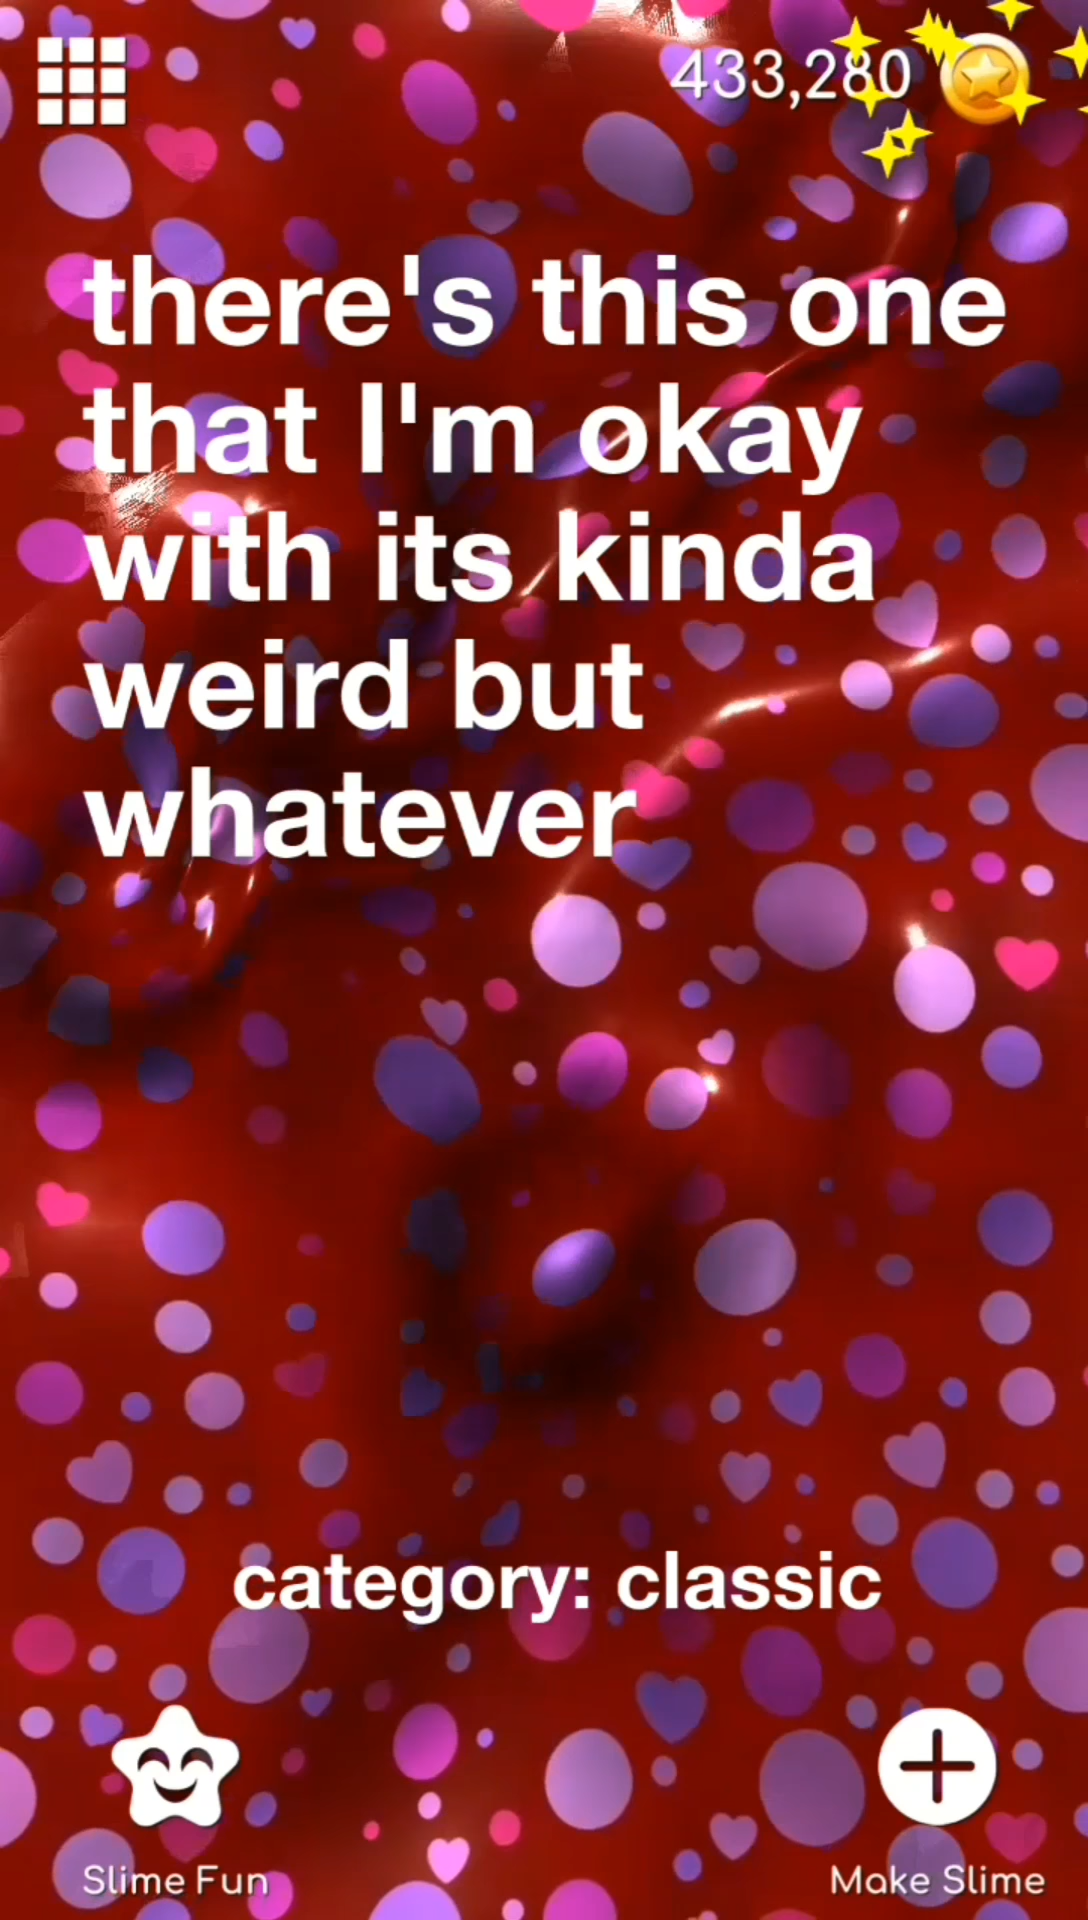 433,280
there's this one
that I'm okay
with its kinda
weird but
whatever
category: classic
Slime Fun
Make Slime